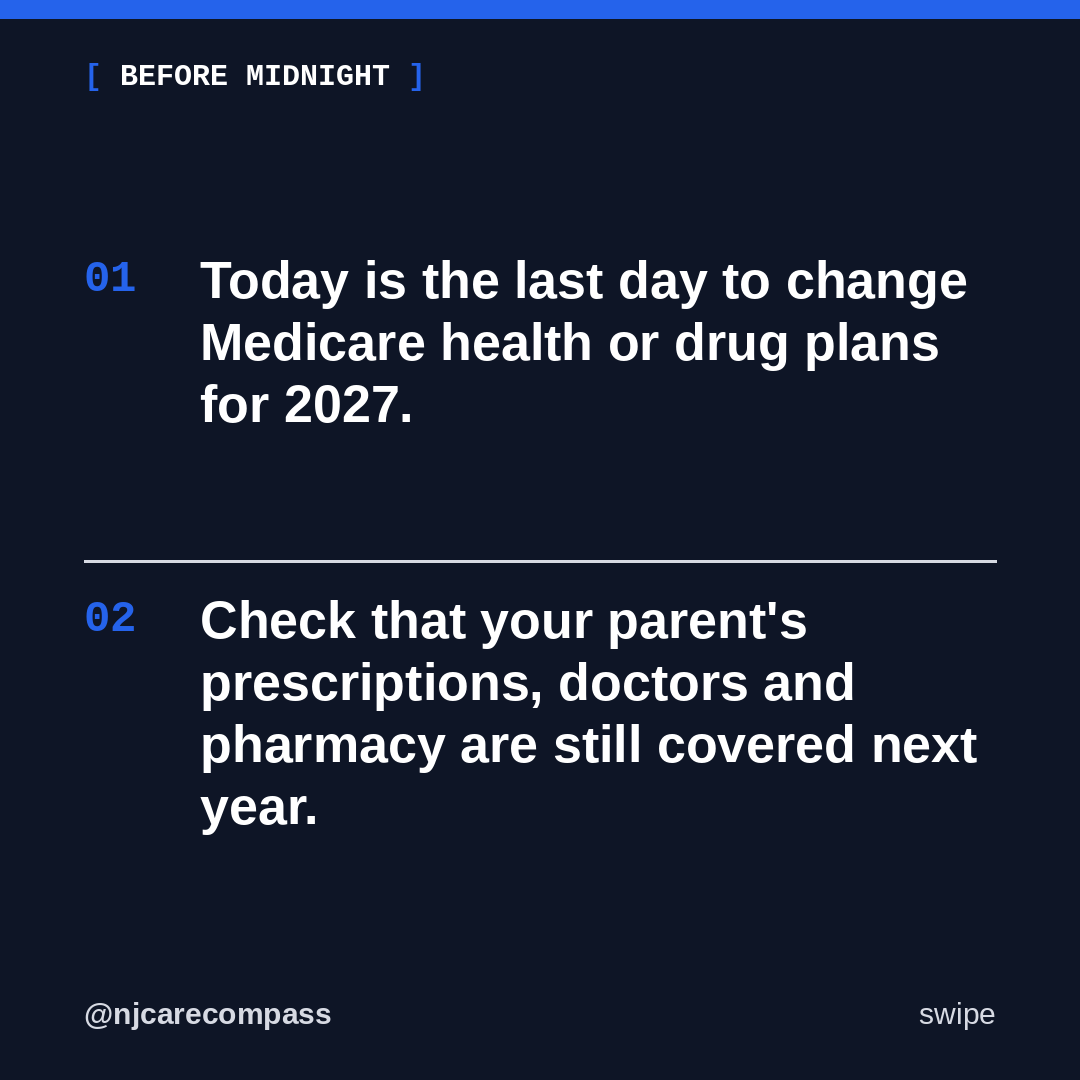 [ BEFORE MIDNIGHT ]
01
Today is the last day to change
Medicare health or drug plans
for 2027.
02
Check that your parent's
prescriptions, doctors and
pharmacy are still covered next
year.
@njcarecompass
swipe